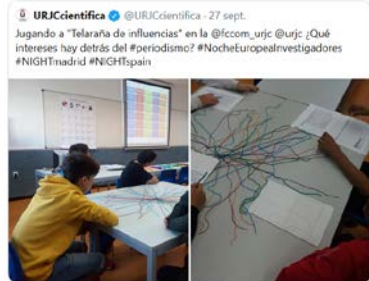 URJCcientifica @URJCcientifica · 27 sept.
Jugando a "Telaraña de influencias" en la @fccom_urjc @urjc ¿Qué
intereses hay detrás del #periodismo? #NocheEuropeaInvestigadores
#NIGHTmadrid #NIGHTspain